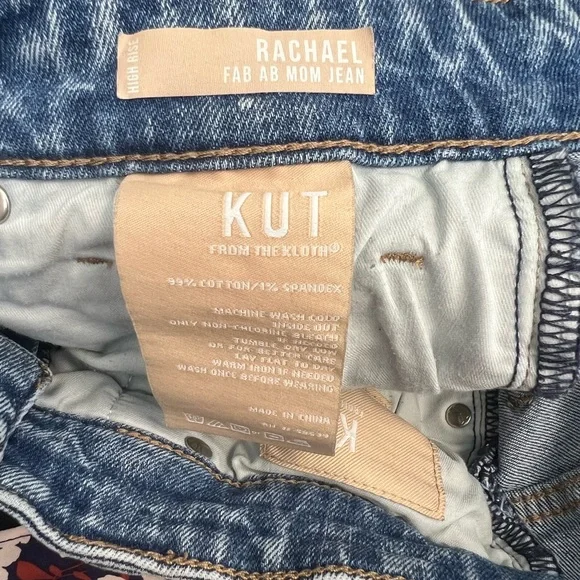 HIGH RISE
RACHAEL
FAB AB MOM JEAN
KUT
FROM THE KLOTH®
99% COTTON/1% SPANDEX
MACHINE WASH COLD
INSIDE OUT
ONLY NON-CHLORINE BLEACH
IF NEEDED
TUMBLE DRY LOW
OR FOR BETTER CARE
LAY FLAT TO DAY
WARM IRON IF NEEDED
WASH ONCE BEFORE WEARING
MADE IN CHINA
K